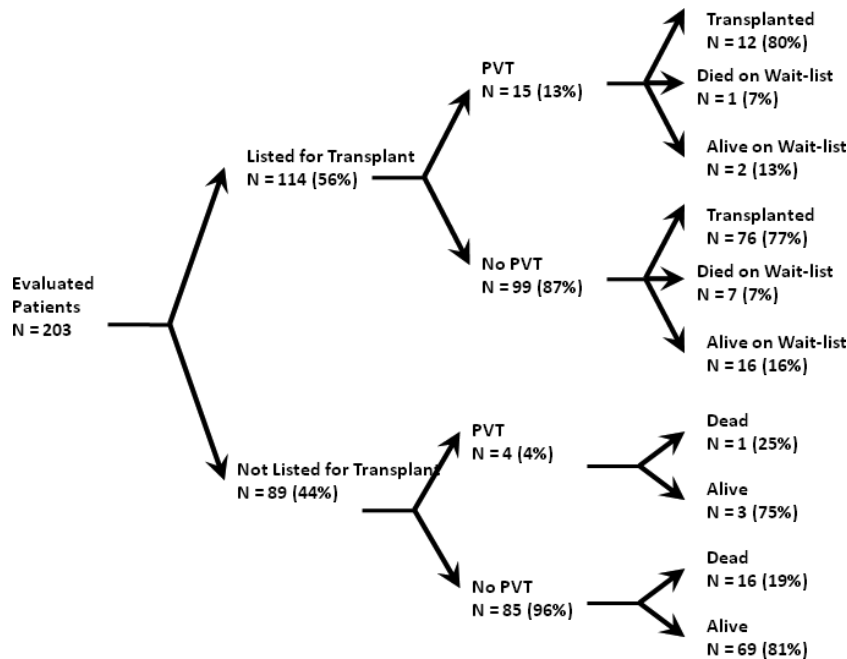 Evaluated
Patients
N = 203
Listed for Transplant
N = 114 (56%)
Not Listed for Transplant
N = 89 (44%)
PVT
N = 15 (13%)
No PVT
N = 99 (87%)
PVT
N = 4 (4%)
No PVT
N = 85 (96%)
Transplanted
N = 12 (80%)
Died on Wait-list
N = 1 (7%)
Alive on Wait-list
N = 2 (13%)
Transplanted
N = 76 (77%)
Died on Wait-list
N = 7 (7%)
Alive on Wait-list
N = 16 (16%)
Dead
N = 1 (25%)
Alive
N = 3 (75%)
Dead
N = 16 (19%)
Alive
N = 69 (81%)